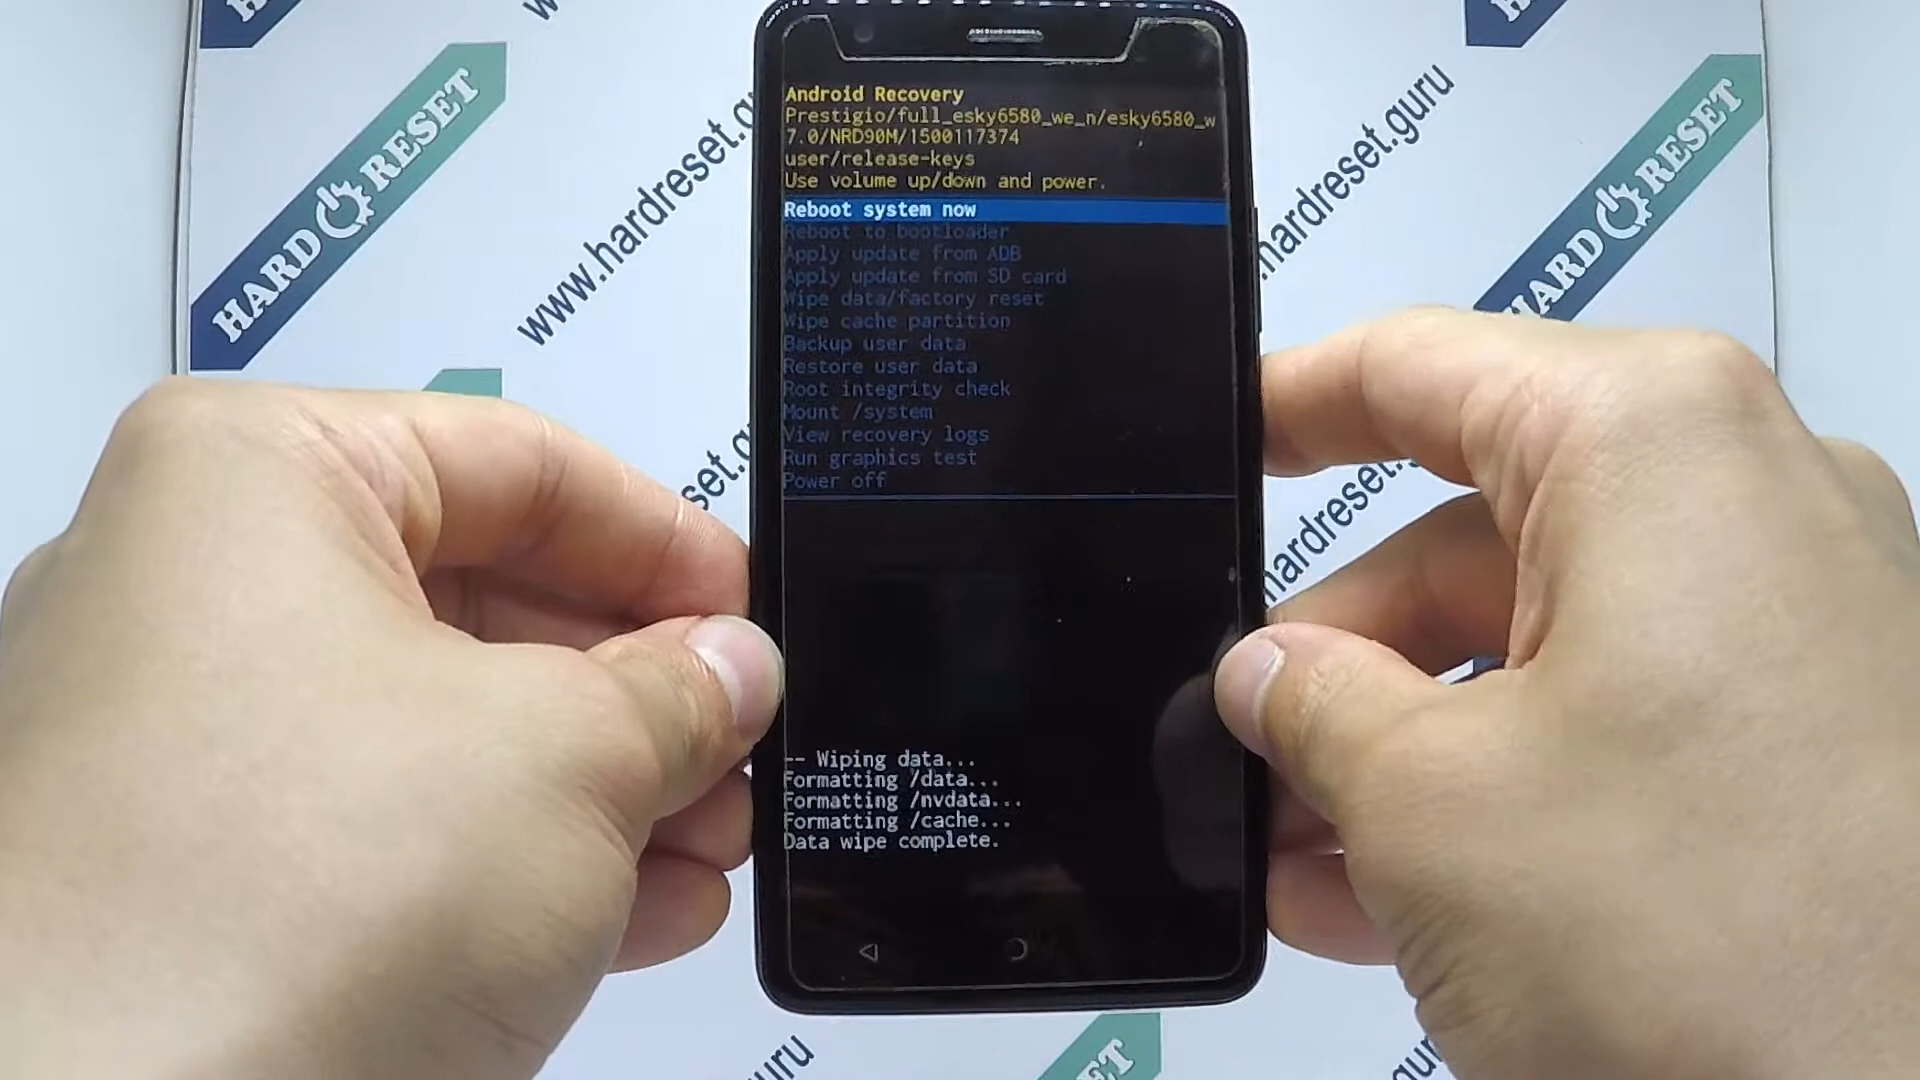 HARD RESET
www.hardreset.g
hardreset.guru
HARD RESET
Android Recovery
Prestigio/full_esky6580_we_n/esky6580_w
7.0/NRD90M/1500117374
user/release-keys
Use volume up/down and power.
Reboot system now
Reboot to bootloader
Apply update from ADB
Apply update from SD card
Wipe data/factory reset
Wipe cache partition
Backup user data
Restore user data
Root integrity check
Mount /system
View recovery logs
Run graphics test
Power off
set.g
hardreset.g
-- Wiping data...
Formatting /data...
Formatting /nvdata...
Formatting /cache...
Data wipe complete.
uru